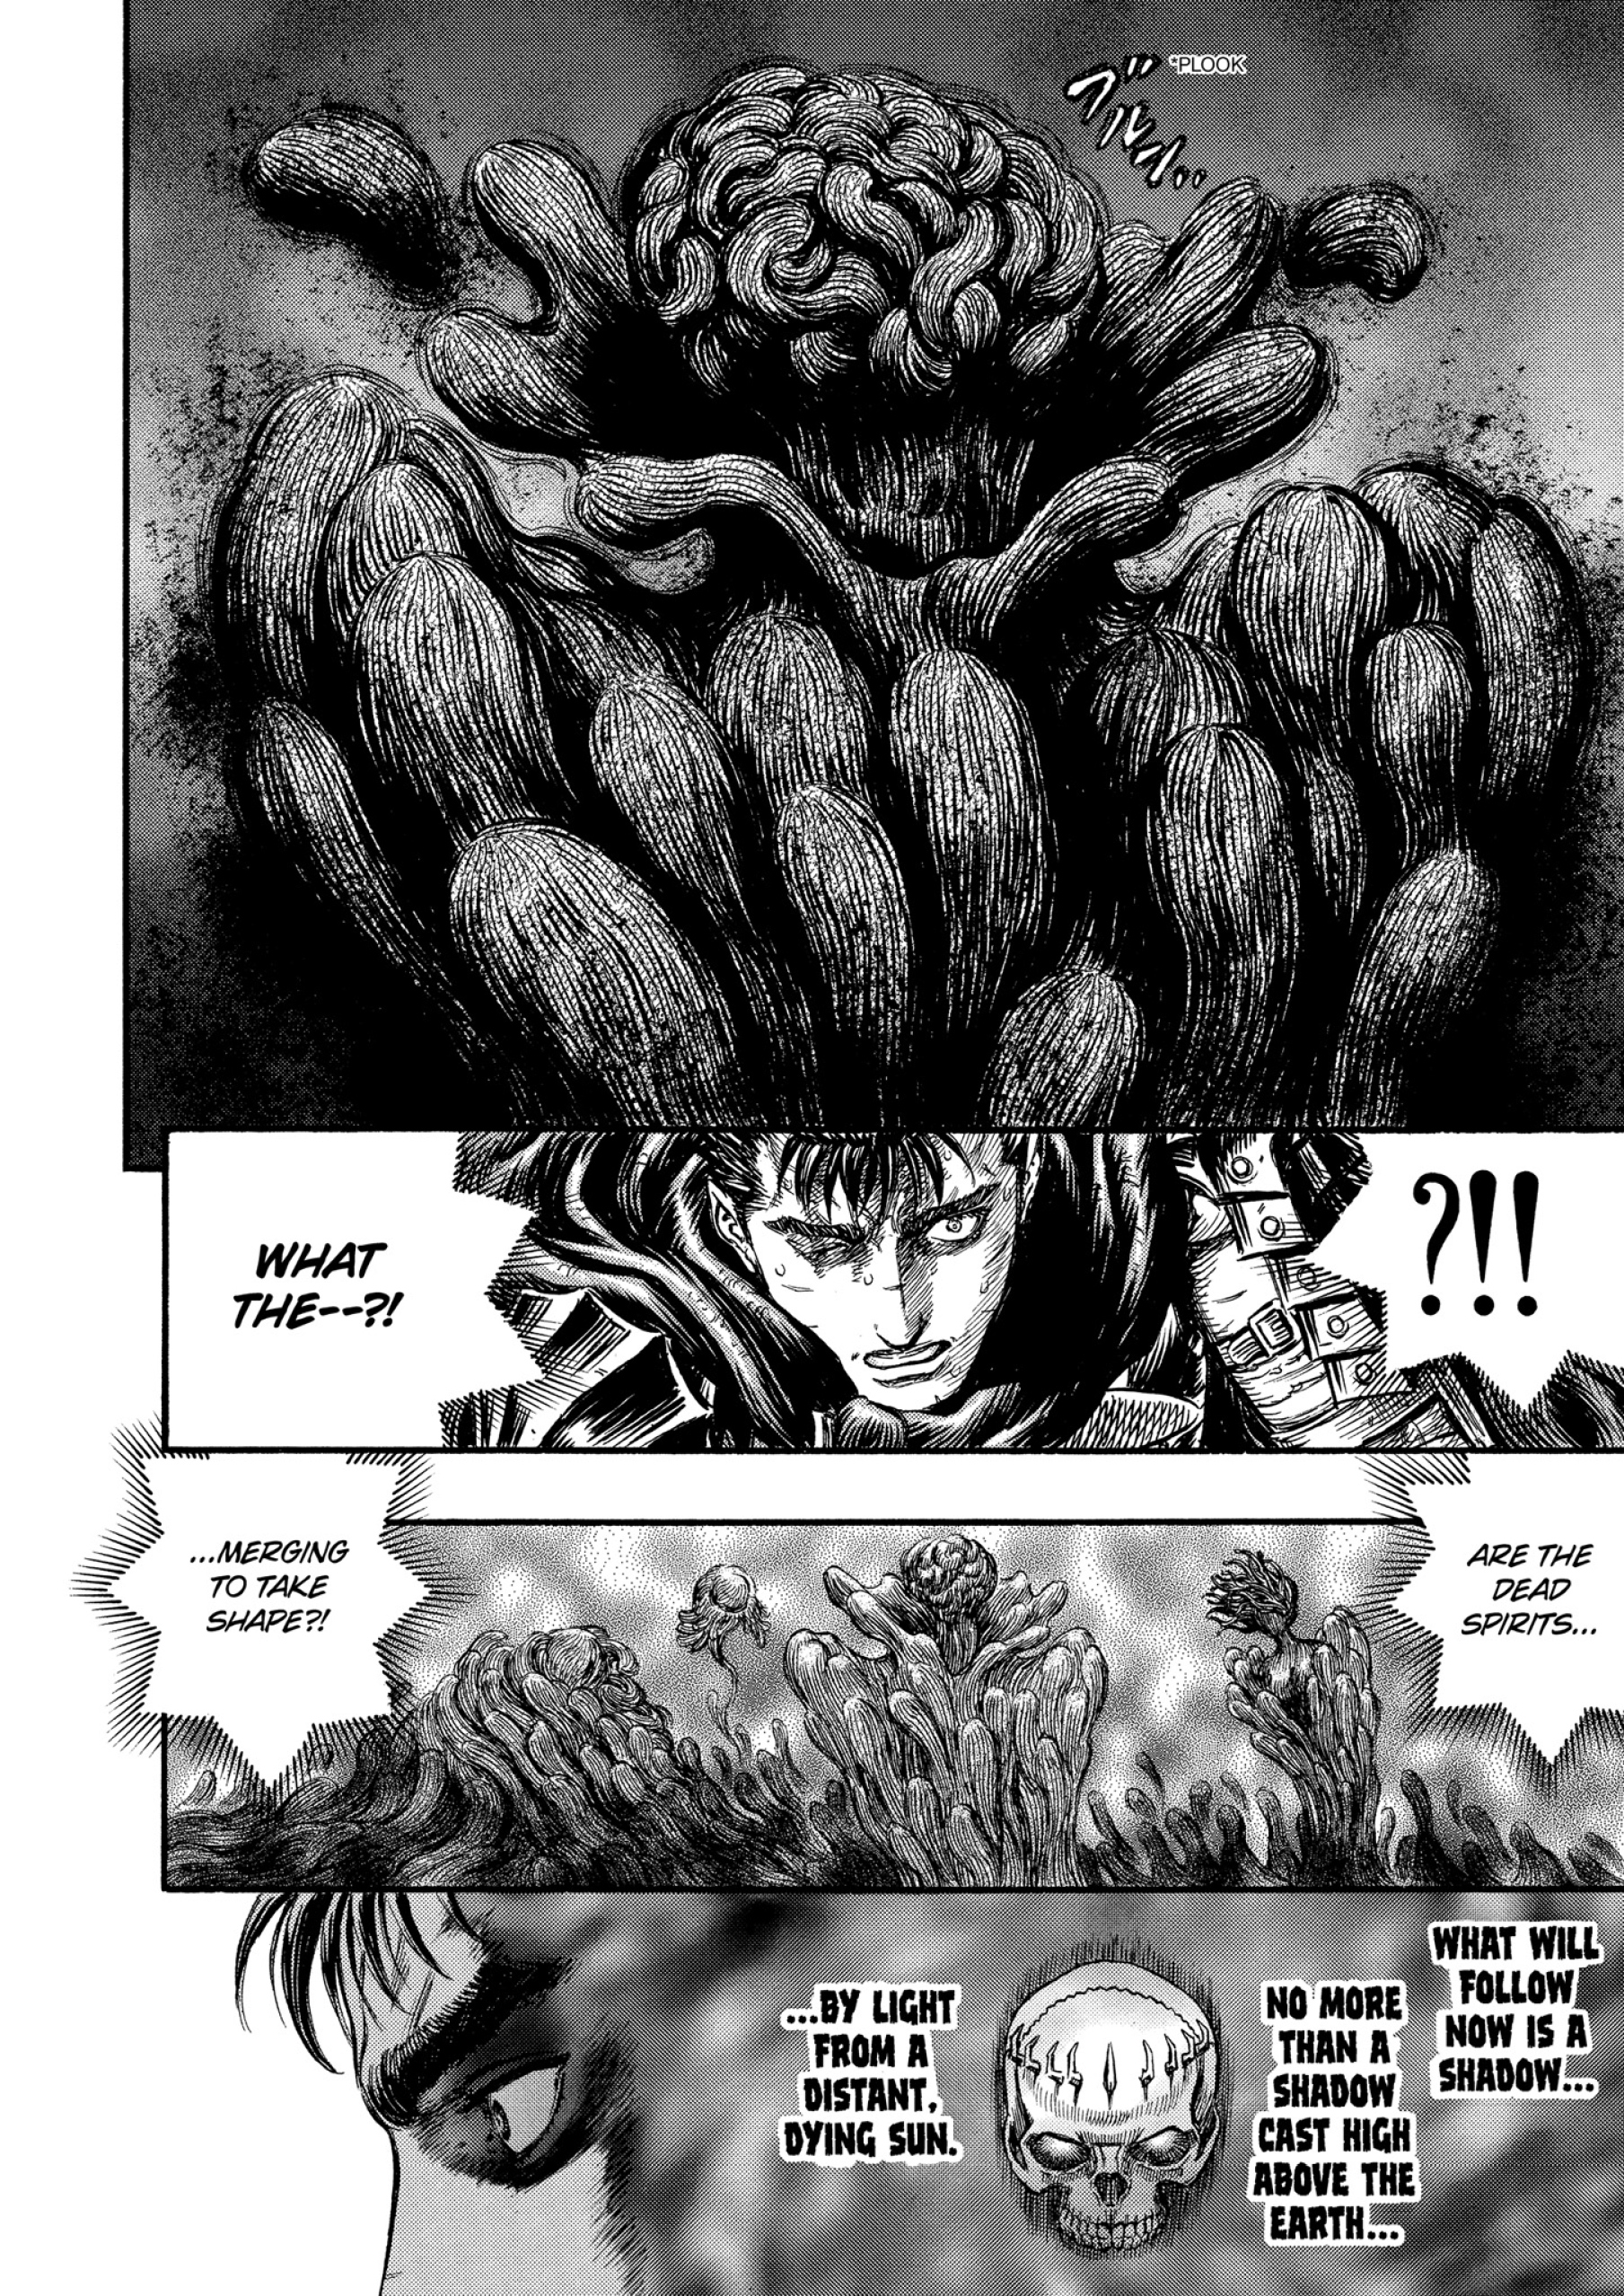 ブルイ‥
*PLOOK
?!!
WHAT
THE--?!
ARE THE
DEAD
SPIRITS...
...MERGING
TO TAKE
SHAPE?!
WHAT WILL
FOLLOW
NOW IS A
SHADOW...
NO MORE
THAN A
SHADOW
CAST HIGH
ABOVE THE
EARTH...
...BY LIGHT
FROM A
DISTANT,
DYING SUN.